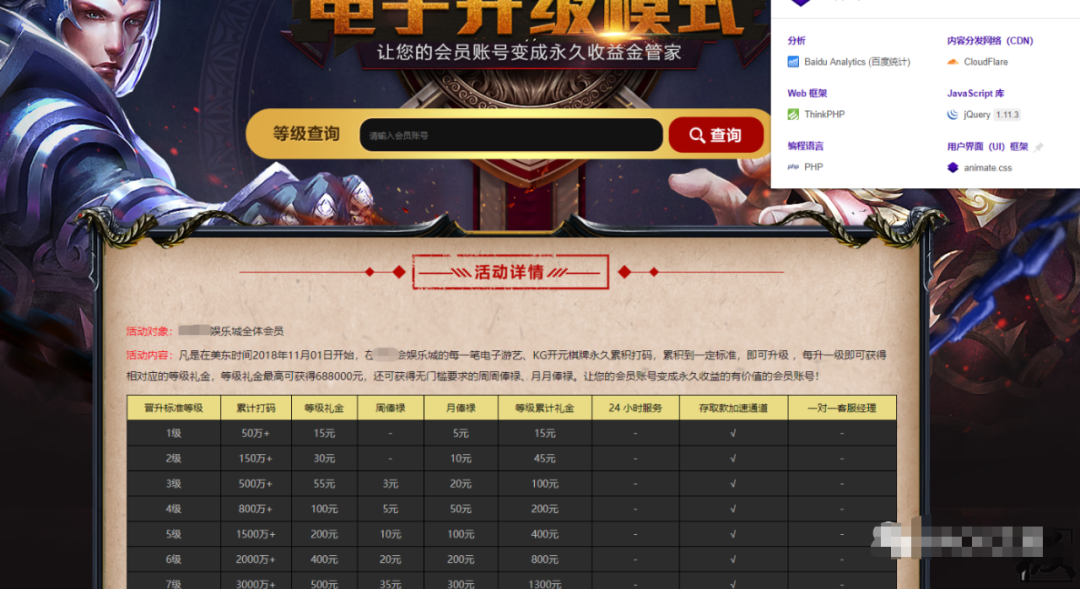 电子升级模式
让您的会员账号变成永久收益金管家
等级查询 请输入会员账号 查询
分析
Baidu Analytics (百度统计)
Web 框架
ThinkPHP
编程语言
php PHP
内容分发网络 (CDN)
CloudFlare
JavaScript 库
jQuery 1.11.3
用户界面 (UI) 框架
animate.css
活动详情
活动对象: 娱乐城全体会员
活动内容: 凡是在美东时间2018年11月01日开始, 在 娱乐城的每一笔电子游艺、KG开元棋牌永久累积打码, 累积到一定标准, 即可升级 , 每升一级即可获得
相对应的等级礼金, 等级礼金最高可获得688000元, 还可获得无门槛要求的周周俸禄、月月俸禄。让您的会员账号变成永久收益的有价值的会员账号!
晋升标准等级 累计打码 等级礼金 周俸禄 月俸禄 等级累计礼金 24 小时服务 存取款加速通道 一对一客服经理
1级 50万+ 15元 - 5元 15元 - √ -
2级 150万+ 30元 - 10元 45元 - √ -
3级 500万+ 55元 3元 20元 100元 - √ -
4级 800万+ 100元 5元 50元 200元 - √ -
5级 1500万+ 200元 10元 100元 400元 - √ -
6级 2000万+ 400元 20元 200元 800元 - √ -
7级 3000万+ 500元 35元 300元 1300元 - √ -